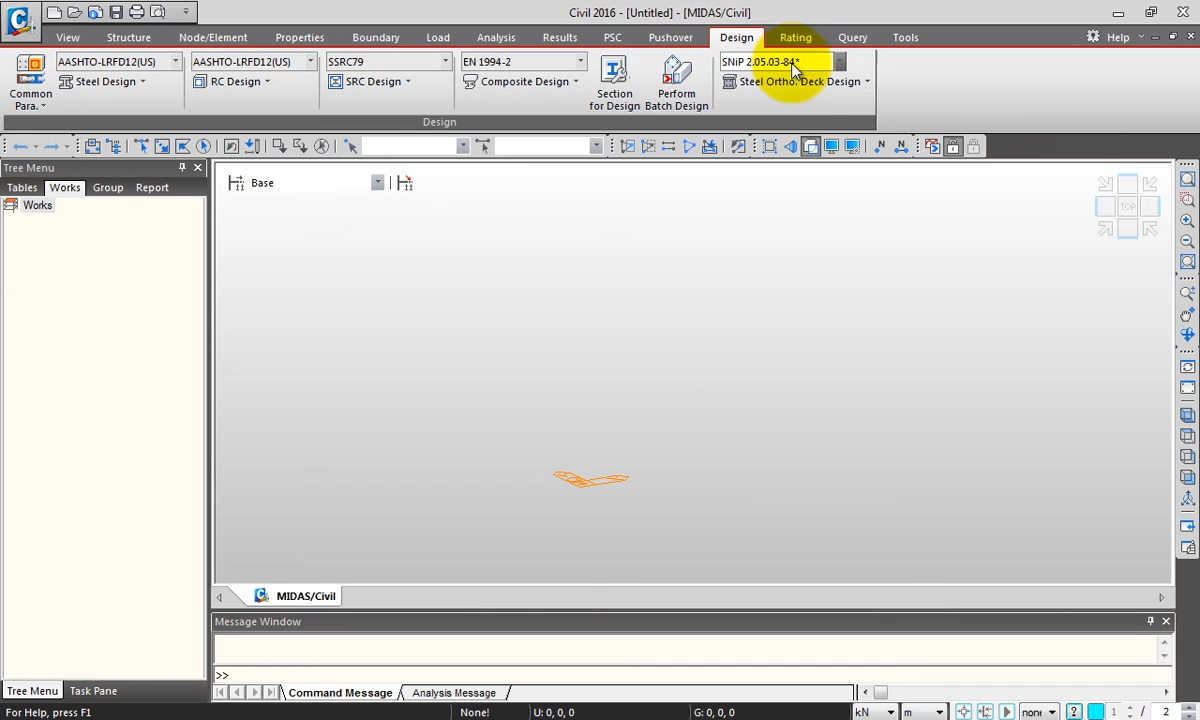 Civil 2016 - [Untitled] - [MIDAS/Civil]
View Structure Node/Element Properties Boundary Load Analysis Results PSC Pushover Design Rating Query Tools Help
AASHTO-LRFD12(US) AASHTO-LRFD12(US) SSRC79 EN 1994-2 SNiP 2.05.03-84*
Steel Design RC Design SRC Design Composite Design Steel Ortho. Deck Design
Common Para.
Section for Design
Perform Batch Design
Design
Tree Menu
Tables Works Group Report
Works
Base
TOP
MIDAS/Civil
Message Window
>>
Command Message Analysis Message
Tree Menu Task Pane
For Help, press F1 None! U: 0, 0, 0 G: 0, 0, 0 kN m none ? 1 / 2